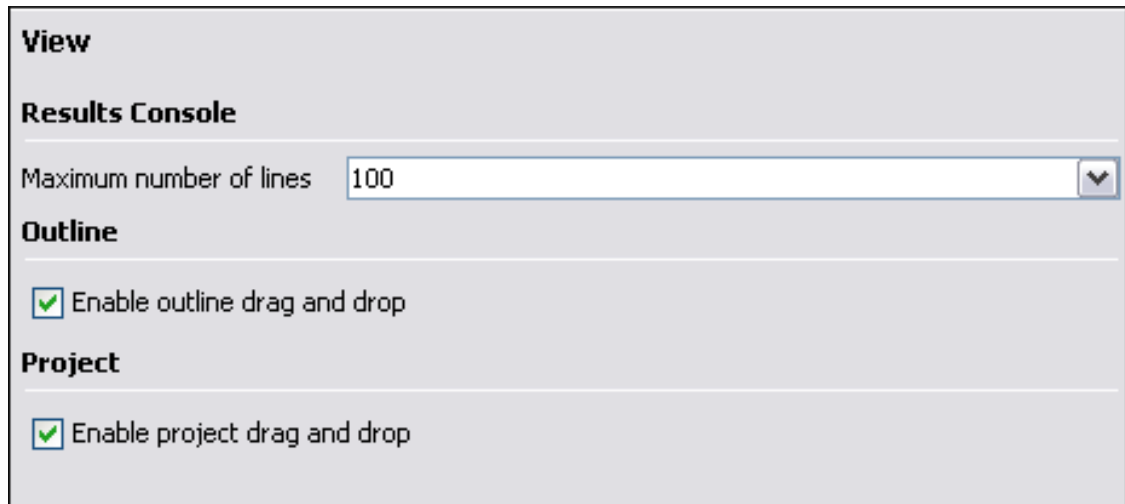 View
Results Console
Maximum number of lines 100
Outline
Enable outline drag and drop
Project
Enable project drag and drop